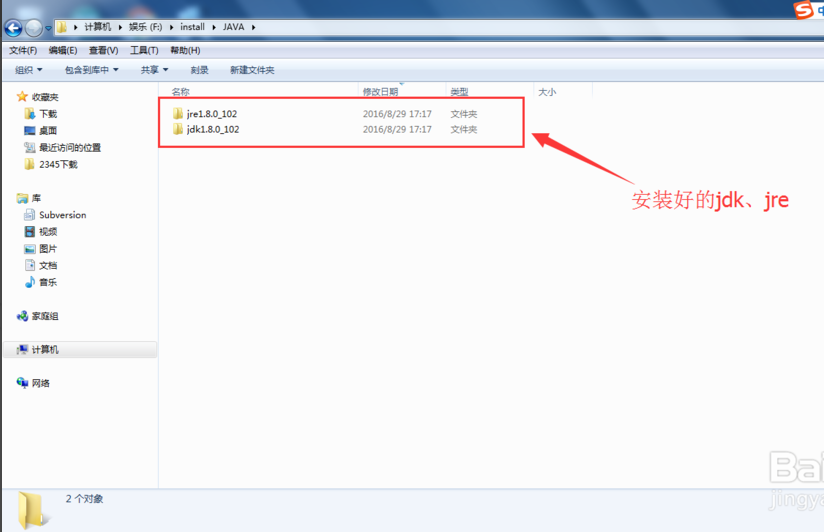 计算机 ▸ 娱乐 (F:) ▸ install ▸ JAVA ▸
文件(F) 编辑(E) 查看(V) 工具(T) 帮助(H)
组织 ▼ 包含到库中 ▼ 共享 ▼ 刻录 新建文件夹
名称 修改日期 类型 大小
收藏夹
下载
桌面
最近访问的位置
2345下载
库
Subversion
视频
图片
文档
音乐
家庭组
计算机
网络
jre1.8.0_102 2016/8/29 17:17 文件夹
jdk1.8.0_102 2016/8/29 17:17 文件夹
安装好的jdk、jre
2 个对象